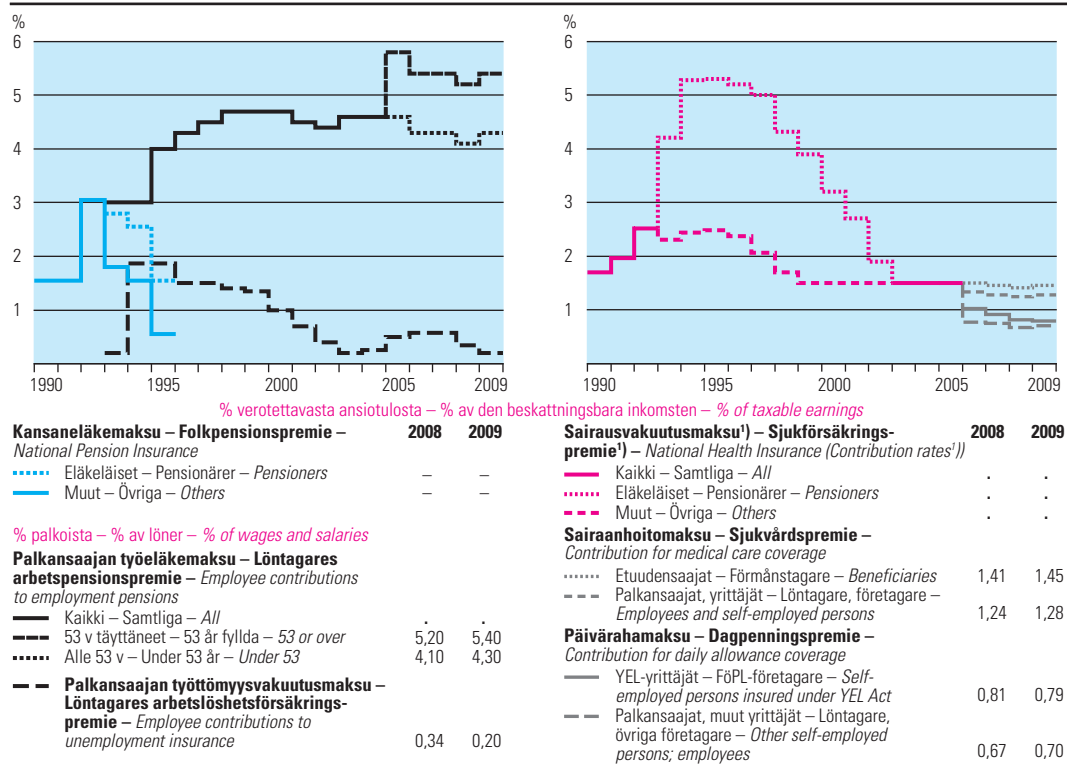 %
6
5
4
3
2
1
1990 1995 2000 2005 2009
%
6
5
4
3
2
1
1990 1995 2000 2005 2009
% verotettavasta ansiotulosta – % av den beskattningsbara inkomsten – % of taxable earnings
Kansaneläkemaksu – Folkpensionspremie – 2008 2009
National Pension Insurance
Eläkeläiset – Pensionärer – Pensioners – –
Muut – Övriga – Others – –
% palkoista – % av löner – % of wages and salaries
Palkansaajan työeläkemaksu – Löntagares
arbetspensionspremie – Employee contributions
to employment pensions
Kaikki – Samtliga – All . .
53 v täyttäneet – 53 år fyllda – 53 or over 5,20 5,40
Alle 53 v – Under 53 år – Under 53 4,10 4,30
Palkansaajan työttömyysvakuutusmaksu –
Löntagares arbetslöshetsförsäkrings-
premie – Employee contributions to
unemployment insurance 0,34 0,20
Sairausvakuutusmaksu¹) – Sjukförsäkrings- 2008 2009
premie¹) – National Health Insurance (Contribution rates¹))
Kaikki – Samtliga – All . .
Eläkeläiset – Pensionärer – Pensioners . .
Muut – Övriga – Others . .
Sairaanhoitomaksu – Sjukvårdspremie –
Contribution for medical care coverage
Etuudensaajat – Förmånstagare – Beneficiaries 1,41 1,45
Palkansaajat, yrittäjät – Löntagare, företagare –
Employees and self-employed persons 1,24 1,28
Päivärahamaksu – Dagpenningspremie –
Contribution for daily allowance coverage
YEL-yrittäjät – FöPL-företagare – Self-
employed persons insured under YEL Act 0,81 0,79
Palkansaajat, muut yrittäjät – Löntagare,
övriga företagare – Other self-employed
persons; employees 0,67 0,70